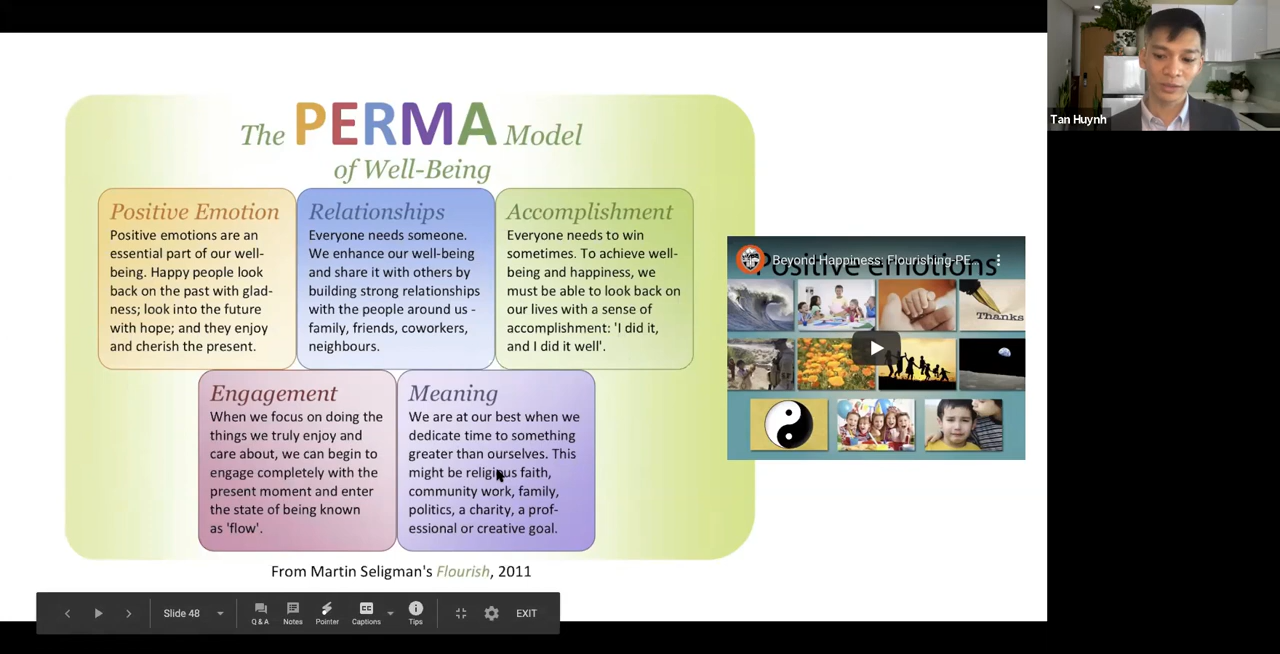 The PERMA Model
of Well-Being
Positive Emotion
Positive emotions are an
essential part of our well-
being. Happy people look
back on the past with glad-
ness; look into the future
with hope; and they enjoy
and cherish the present.
Relationships
Everyone needs someone.
We enhance our well-being
and share it with others by
building strong relationships
with the people around us -
family, friends, coworkers,
neighbours.
Accomplishment
Everyone needs to win
sometimes. To achieve well-
being and happiness, we
must be able to look back on
our lives with a sense of
accomplishment: 'I did it,
and I did it well'.
Engagement
When we focus on doing the
things we truly enjoy and
care about, we can begin to
engage completely with the
present moment and enter
the state of being known
as 'flow'.
Meaning
We are at our best when we
dedicate time to something
greater than ourselves. This
might be religious faith,
community work, family,
politics, a charity, a prof-
essional or creative goal.
From Martin Seligman's Flourish, 2011
Beyond Happiness: Flourishing-PE...
Positive emotions
Thanks
Tan Huynh
Slide 48
Q & A
Notes
Pointer
CC
Captions
Tips
EXIT